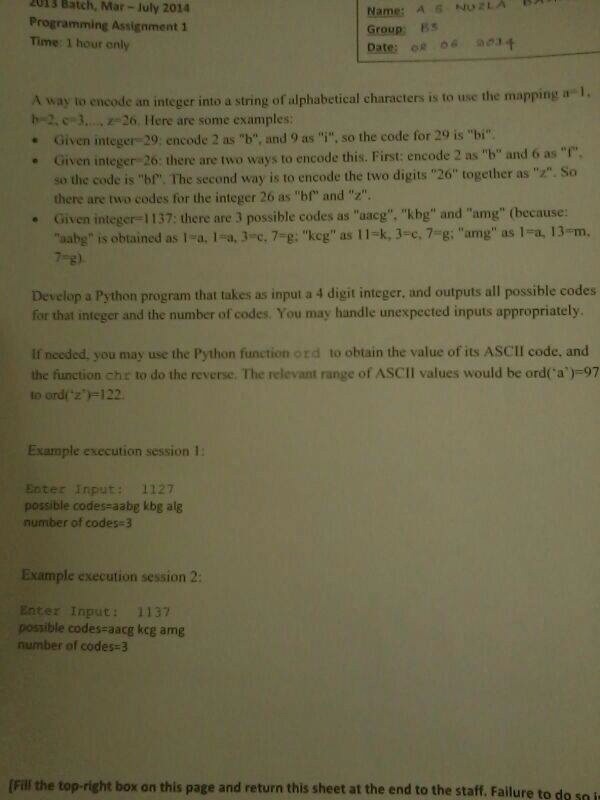 2013 Batch, Mar – July 2014
Programming Assignment 1
Time: 1 hour only
Name: A S NUZLA
Group: B3
Date: 02 06 2014
A way to encode an integer into a string of alphabetical characters is to use the mapping a=1,
b=2, c=3,..., z=26. Here are some examples:
• Given integer=29: encode 2 as "b", and 9 as "i", so the code for 29 is "bi".
• Given integer=26: there are two ways to encode this. First: encode 2 as "b" and 6 as "f",
so the code is "bf". The second way is to encode the two digits "26" together as "z". So
there are two codes for the integer 26 as "bf" and "z".
• Given integer=1137: there are 3 possible codes as "aacg", "kbg" and "amg" (because:
"aabg" is obtained as 1=a, 1=a, 3=c, 7=g; "kcg" as 11=k, 3=c, 7=g; "amg" as 1=a, 13=m,
7=g).
Develop a Python program that takes as input a 4 digit integer, and outputs all possible codes
for that integer and the number of codes. You may handle unexpected inputs appropriately.
If needed, you may use the Python function ord to obtain the value of its ASCII code, and
the function chr to do the reverse. The relevant range of ASCII values would be ord('a')=97
to ord('z')=122.
Example execution session 1:
Enter Input: 1127
possible codes=aabg kbg alg
number of codes=3
Example execution session 2:
Enter Input: 1137
possible codes=aacg kcg amg
number of codes=3
[Fill the top-right box on this page and return this sheet at the end to the staff. Failure to do so